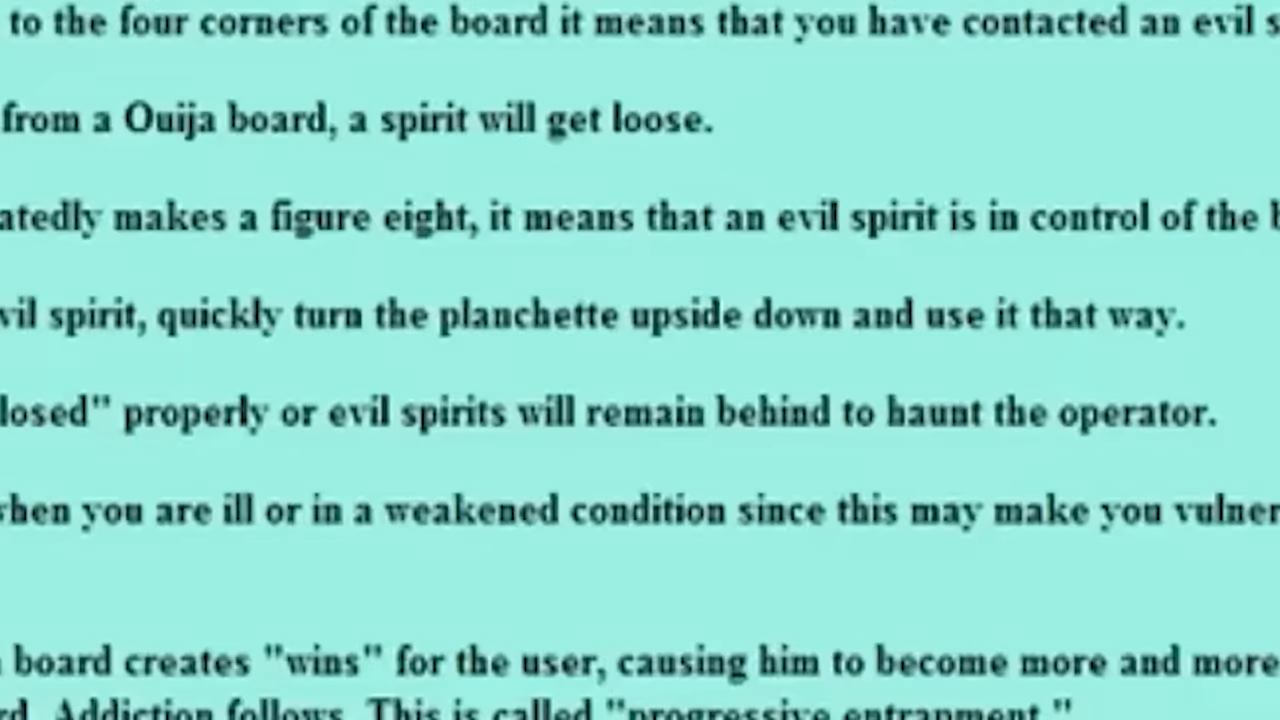 to the four corners of the board it means that you have contacted an evil s
from a Ouija board, a spirit will get loose.
atedly makes a figure eight, it means that an evil spirit is in control of the b
vil spirit, quickly turn the planchette upside down and use it that way.
losed" properly or evil spirits will remain behind to haunt the operator.
when you are ill or in a weakened condition since this may make you vulner
board creates "wins" for the user, causing him to become more and more
rd. Addiction follows. This is called "progressive entrapment."